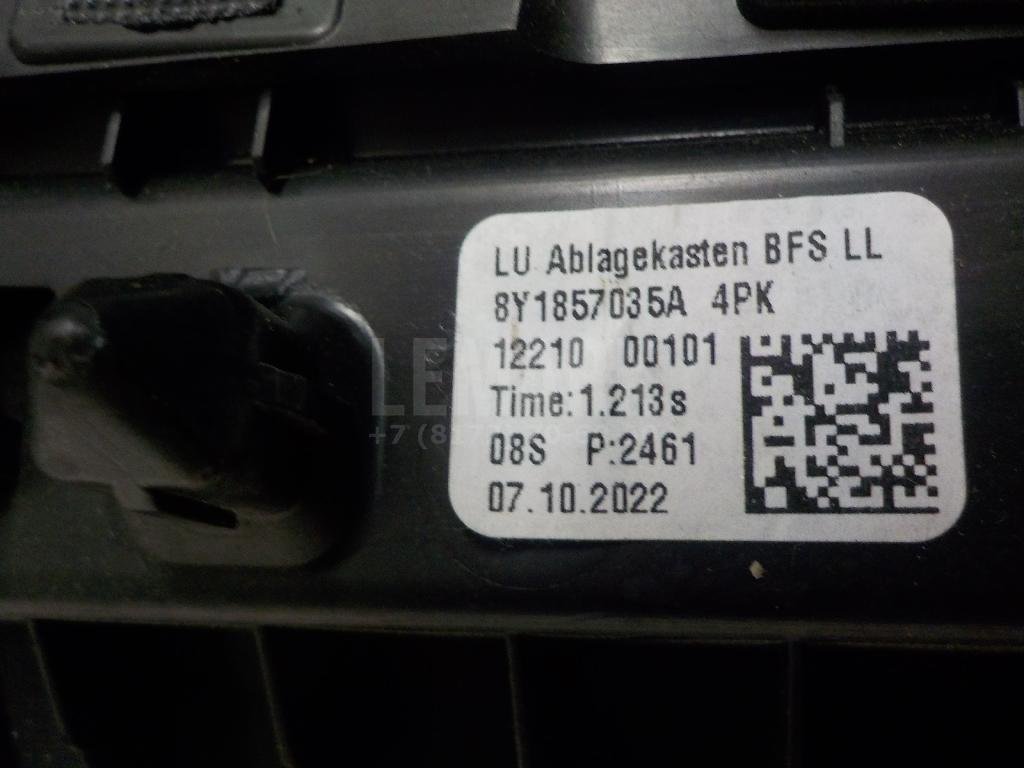 LU Ablagekasten BFS LL
8Y1857035A 4PK
12210 00101
Time:1.213s
08S P:2461
07.10.2022